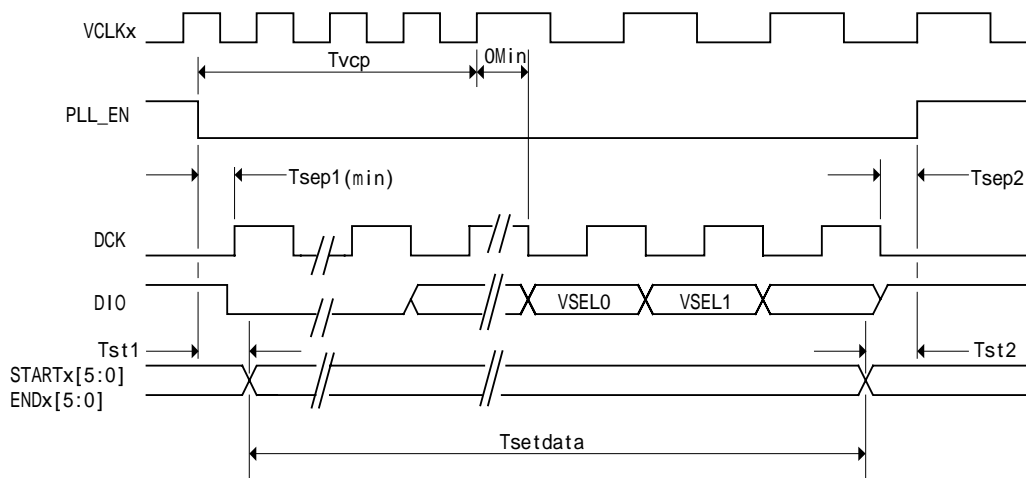 VCLKx
Tvcp
0Min
PLL_EN
Tsep1(min)
Tsep2
DCK
DIO
VSEL0
VSEL1
Tst1
Tst2
STARTx[5:0]
ENDx[5:0]
Tsetdata